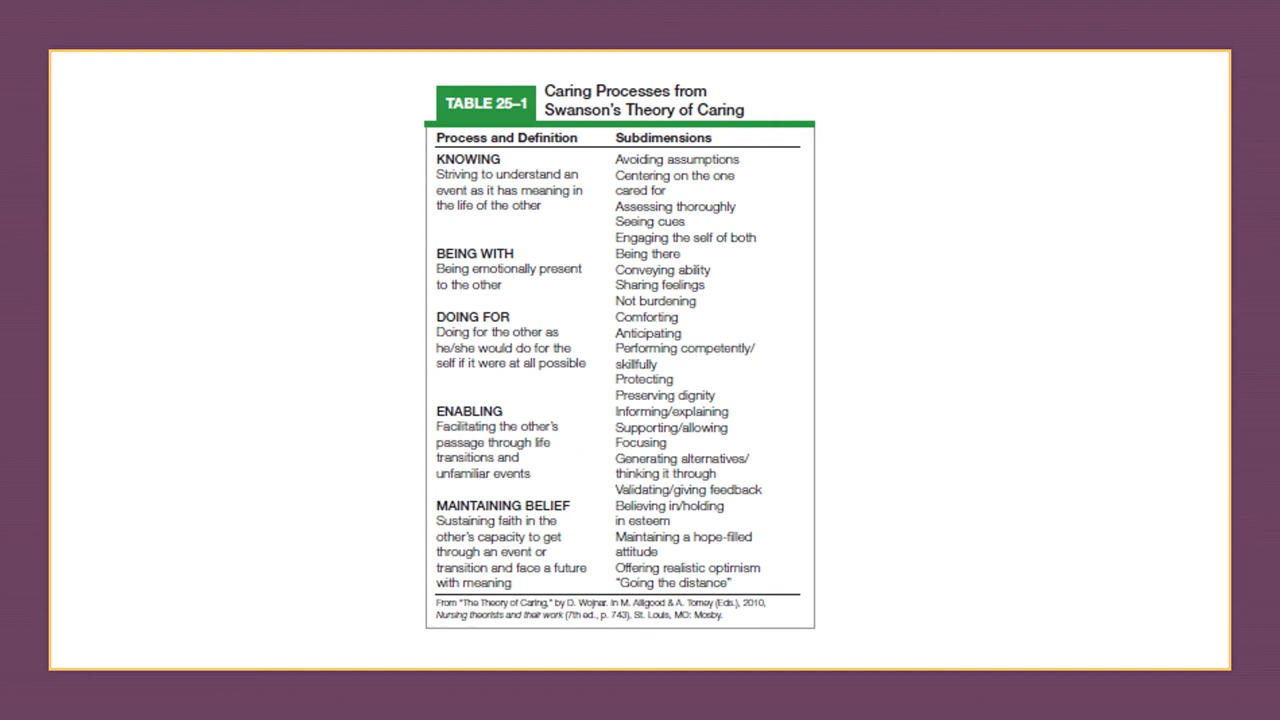 TABLE 25–1
Caring Processes from
Swanson's Theory of Caring
Process and Definition
Subdimensions
KNOWING
Striving to understand an
event as it has meaning in
the life of the other
Avoiding assumptions
Centering on the one
cared for
Assessing thoroughly
Seeing cues
Engaging the self of both
BEING WITH
Being emotionally present
to the other
Being there
Conveying ability
Sharing feelings
Not burdening
DOING FOR
Doing for the other as
he/she would do for the
self if it were at all possible
Comforting
Anticipating
Performing competently/
skillfully
Protecting
Preserving dignity
ENABLING
Facilitating the other's
passage through life
transitions and
unfamiliar events
Informing/explaining
Supporting/allowing
Focusing
Generating alternatives/
thinking it through
Validating/giving feedback
MAINTAINING BELIEF
Sustaining faith in the
other's capacity to get
through an event or
transition and face a future
with meaning
Believing in/holding
in esteem
Maintaining a hope-filled
attitude
Offering realistic optimism
"Going the distance"
From "The Theory of Caring," by D. Wojnar. In M. Alligood & A. Tomey (Eds.), 2010,
Nursing theorists and their work (7th ed., p. 743), St. Louis, MO: Mosby.